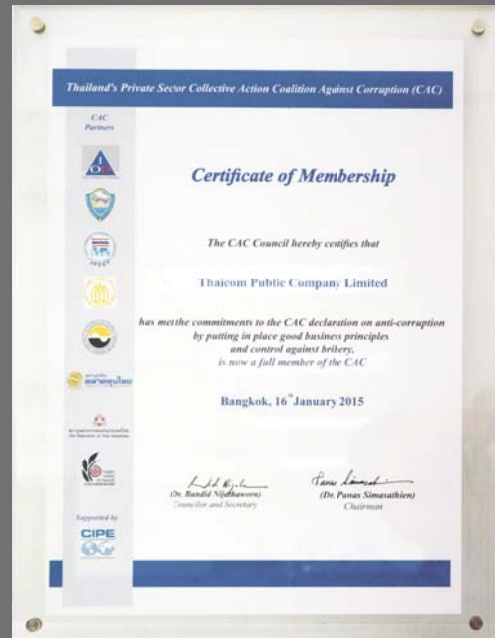 Thailand's Private Sector Collective Action Coalition Against Corruption (CAC)
CAC
Partners
Certificate of Membership
The CAC Council hereby certifies that
Thaicom Public Company Limited
has met the commitments to the CAC declaration on anti-corruption
by putting in place good business principles
and control against bribery,
is now a full member of the CAC
Bangkok, 16 January 2015
(Dr. Bandid Nijathaworn)
Councilor and Secretary
(Dr. Panas Simasathien)
Chairman
Supported by
CIPE